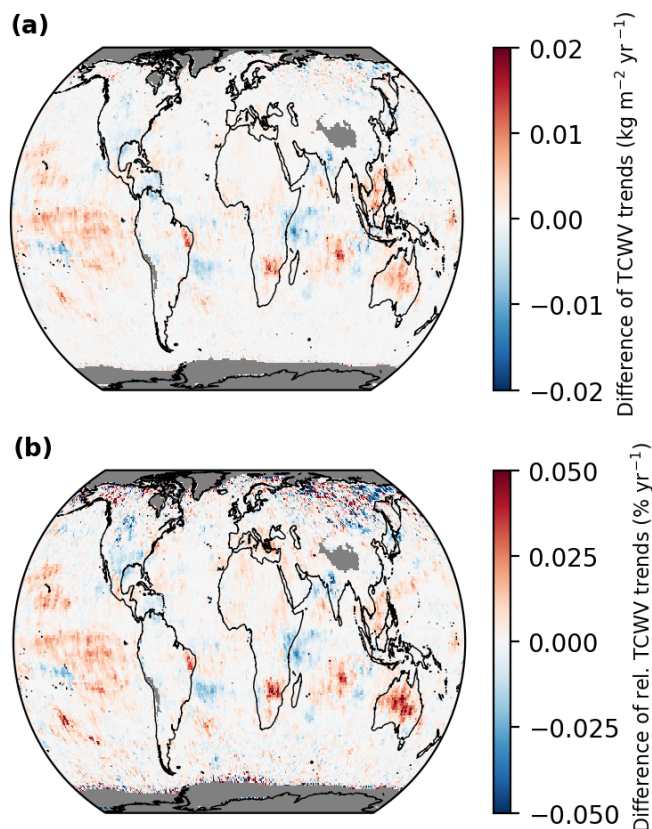 (a)
0.02
0.01
0.00
−0.01
−0.02
Difference of TCWV trends (kg m⁻² yr⁻¹)
(b)
0.050
0.025
0.000
−0.025
−0.050
Difference of rel. TCWV trends (% yr⁻¹)